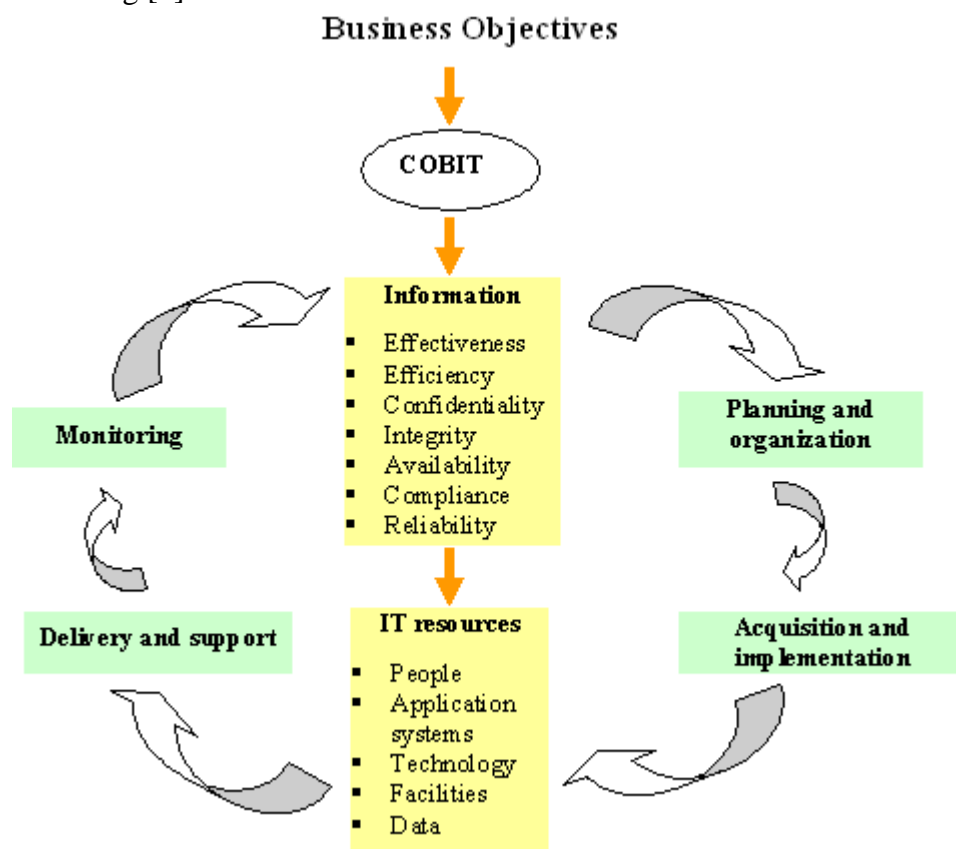 Business Objectives
COBIT
Information
▪ Effectiveness
▪ Efficiency
▪ Confidentiality
▪ Integrity
▪ Availability
▪ Compliance
▪ Reliability
Monitoring
Planning and
organization
Delivery and support
IT resources
▪ People
▪ Application
systems
▪ Technology
▪ Facilities
▪ Data
Acquisition and
implementation